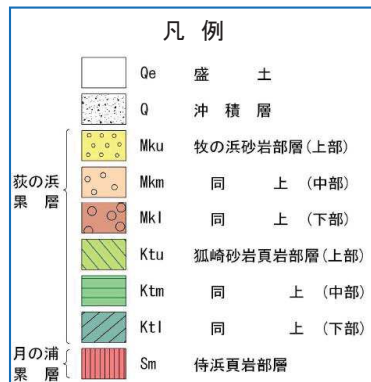 凡 例
Qe 盛 土
Q 沖 積 層
Mku 牧の浜砂岩部層(上部)
荻の浜累層
Mkm 同 上 (中部)
Mkl 同 上 (下部)
Ktu 狐崎砂岩頁岩部層(上部)
Ktm 同 上 (中部)
Ktl 同 上 (下部)
月の浦累層
Sm 侍浜頁岩部層